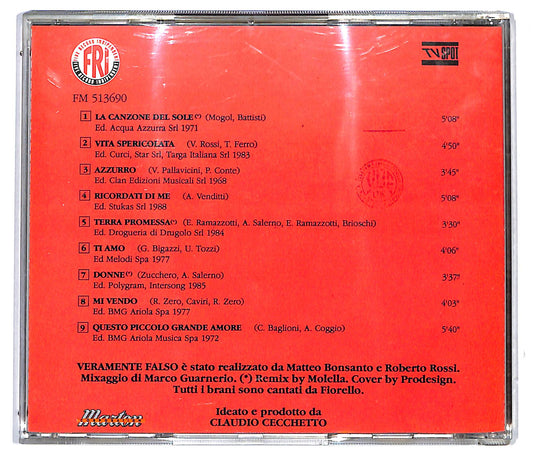 FRI RECORD INDIPENDENT
FRI
TV SPOT
FM 513690
1 LA CANZONE DEL SOLE(*) (Mogol, Battisti) 5'08"
Ed. Acqua Azzurra Srl 1971
2 VITA SPERICOLATA (V. Rossi, T. Ferro) 4'50"
Ed. Curci, Star Srl, Targa Italiana Srl 1983
3 AZZURRO (V. Pallavicini, P. Conte) 3'45"
Ed. Clan Edizioni Musicali Srl 1968
4 RICORDATI DI ME (A. Venditti) 5'08"
Ed. Stukas Srl 1988
5 TERRA PROMESSA(*) (E. Ramazzotti, A. Salerno, E. Ramazzotti, Brioschi) 3'30"
Ed. Drogueria di Drugolo Srl 1984
6 TI AMO (G. Bigazzi, U. Tozzi) 4'06"
Ed Melodi Spa 1977
7 DONNE(*) (Zucchero, A. Salerno) 3'37"
Ed. Polygram, Intersong 1985
8 MI VENDO (R. Zero, Caviri, R. Zero) 4'03"
Ed. BMG Ariola Spa 1977
9 QUESTO PICCOLO GRANDE AMORE (C. Baglioni, A. Coggio) 5'40"
Ed. BMG Ariola Musica Spa 1972
VERAMENTE FALSO è stato realizzato da Matteo Bonsanto e Roberto Rossi.
Mixaggio di Marco Guarnerio. (*) Remix by Molella. Cover by Prodesign.
Tutti i brani sono cantati da Fiorello.
Ideato e prodotto da
CLAUDIO CECCHETTO
Marton